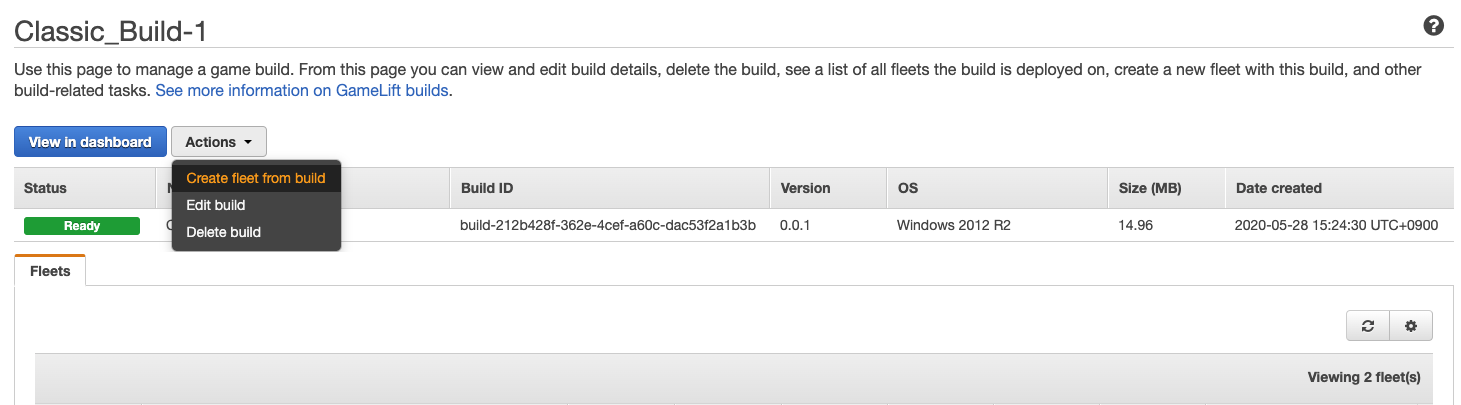 Classic_Build-1
Use this page to manage a game build. From this page you can view and edit build details, delete the build, see a list of all fleets the build is deployed on, create a new fleet with this build, and other
build-related tasks. See more information on GameLift builds.
View in dashboard Actions
Create fleet from build
Edit build
Delete build
Status Build ID Version OS Size (MB) Date created
Ready build-212b428f-362e-4cef-a60c-dac53f2a1b3b 0.0.1 Windows 2012 R2 14.96 2020-05-28 15:24:30 UTC+0900
Fleets
Viewing 2 fleet(s)